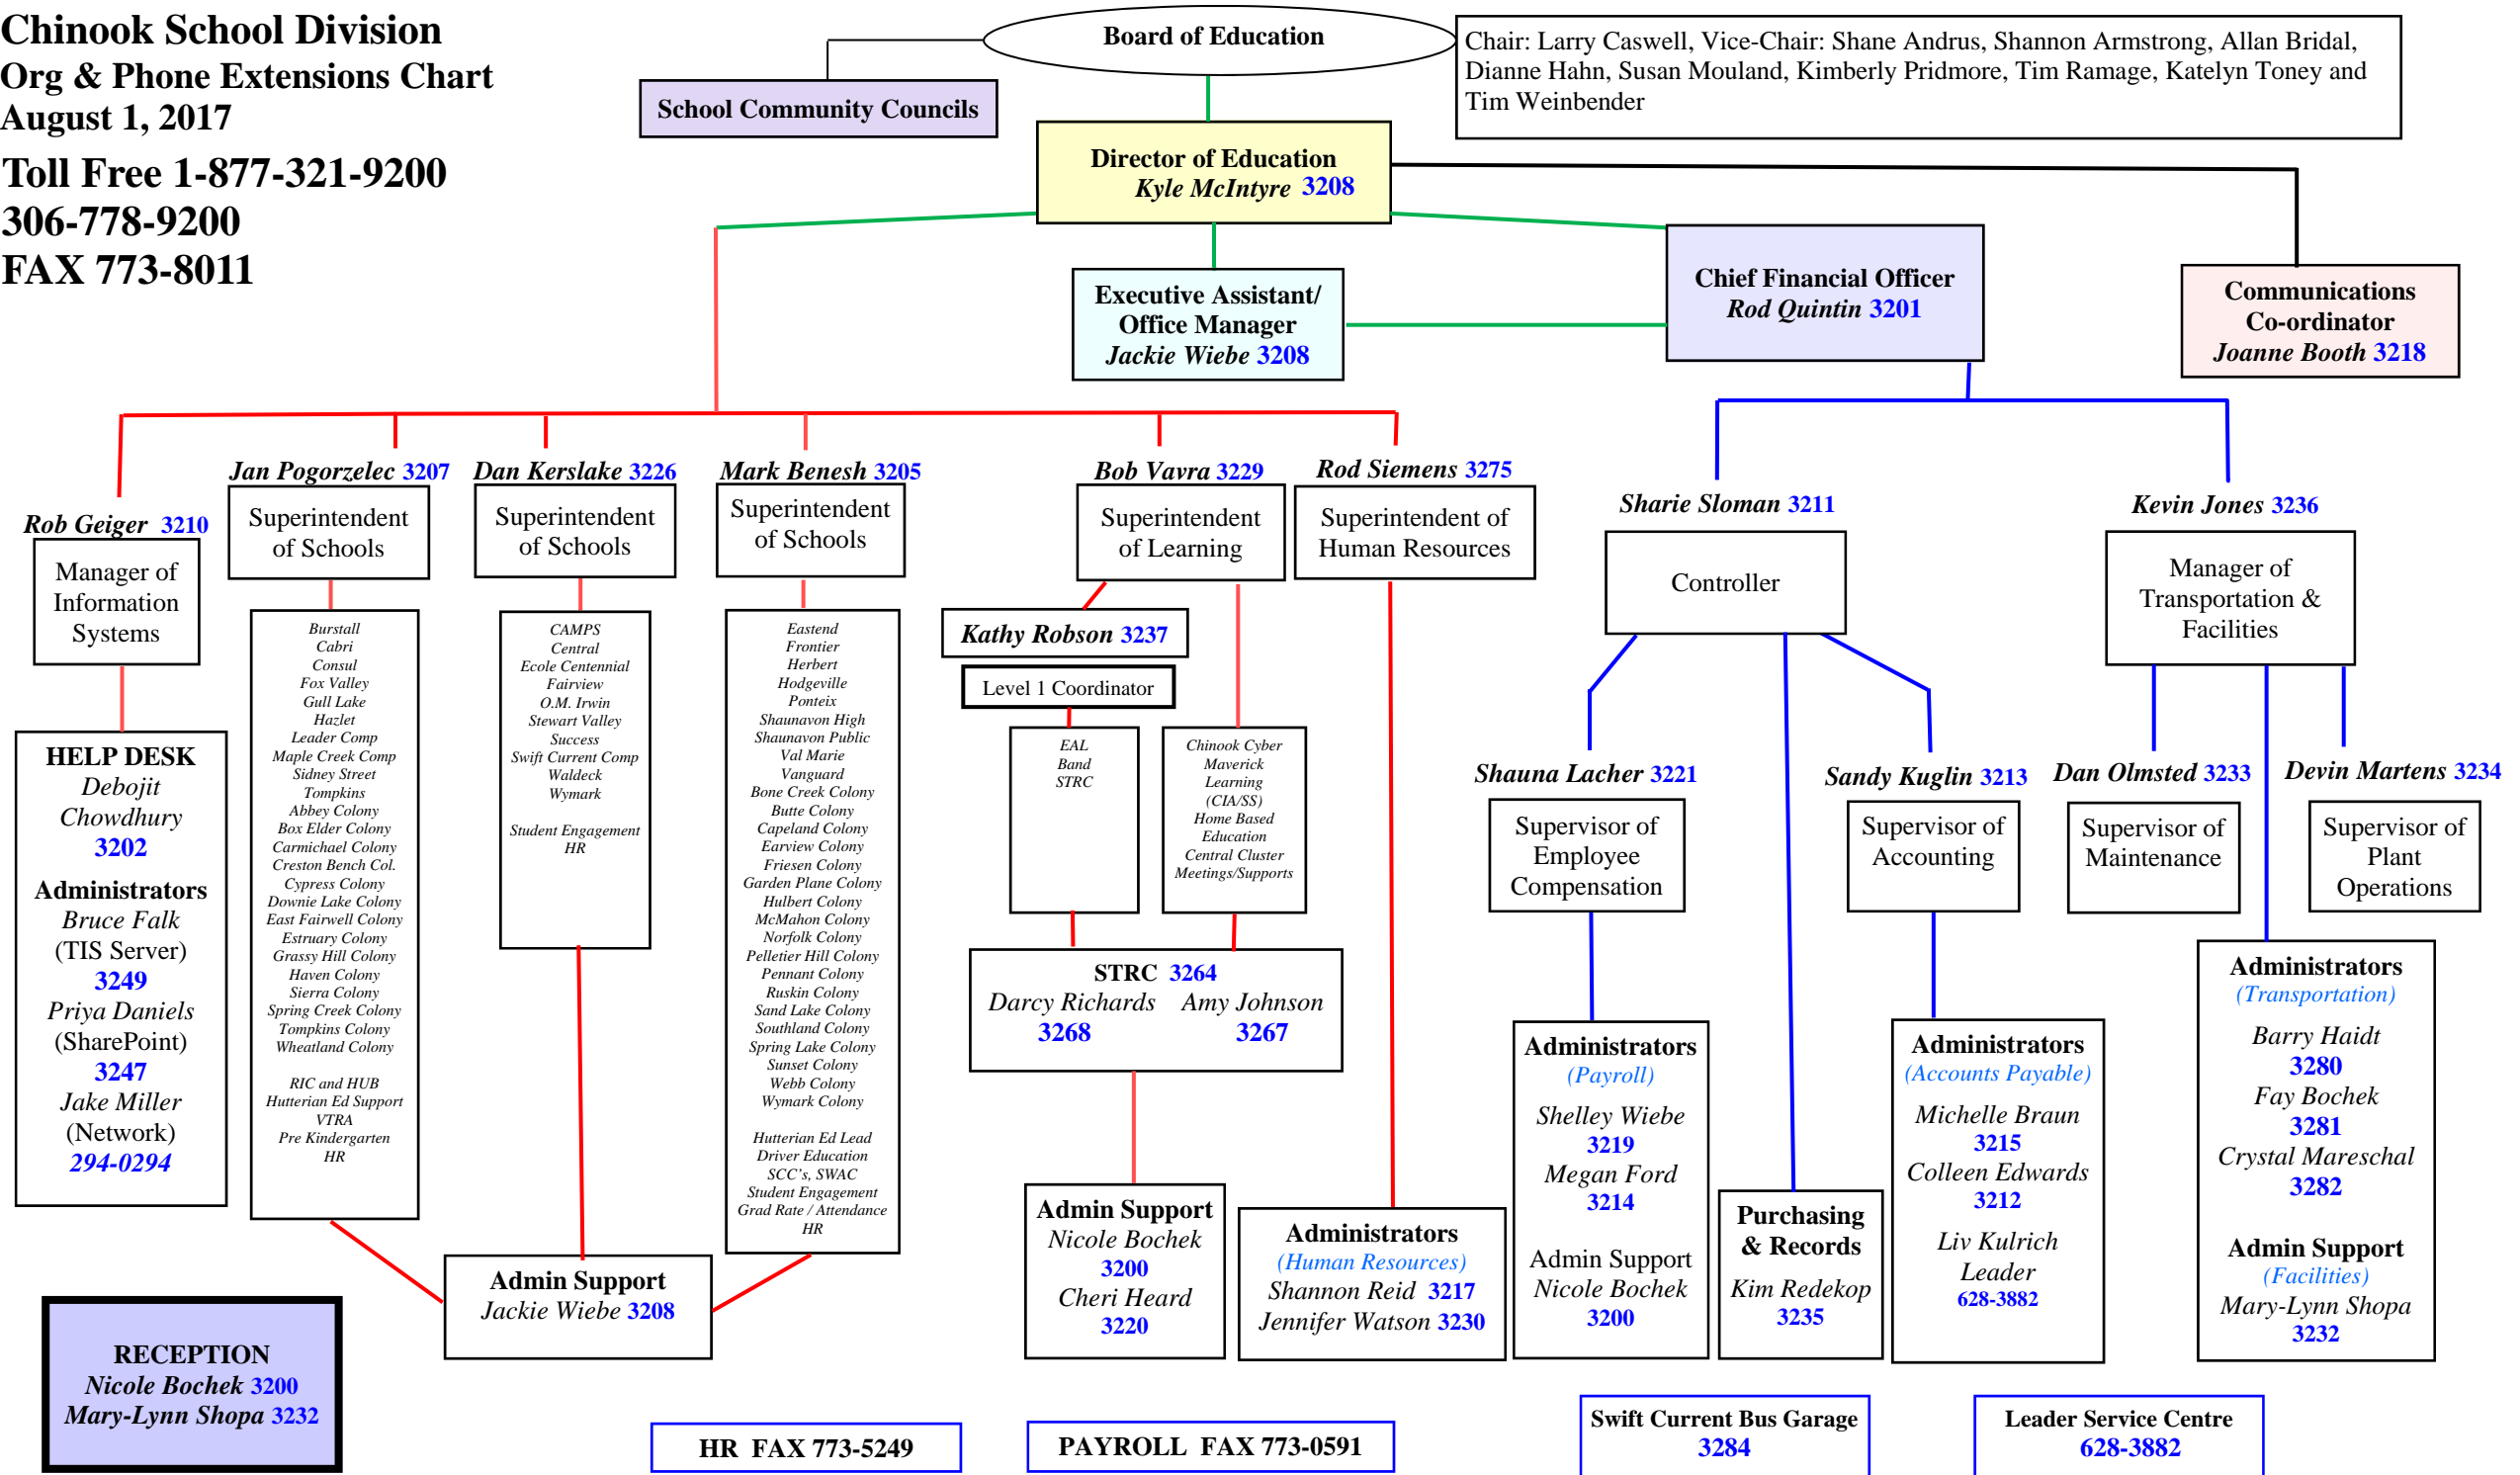 Chinook School Division
Org & Phone Extensions Chart
August 1, 2017
Toll Free 1-877-321-9200
306-778-9200
FAX 773-8011
Board of Education
Chair: Larry Caswell, Vice-Chair: Shane Andrus, Shannon Armstrong, Allan Bridal,
Dianne Hahn, Susan Mouland, Kimberly Pridmore, Tim Ramage, Katelyn Toney and
Tim Weinbender
School Community Councils
Director of Education
Kyle McIntyre 3208
Executive Assistant/
Office Manager
Jackie Wiebe 3208
Chief Financial Officer
Rod Quintin 3201
Communications
Co-ordinator
Joanne Booth 3218
Rob Geiger 3210
Manager of
Information
Systems
HELP DESK
Debojit
Chowdhury
3202
Administrators
Bruce Falk
(TIS Server)
3249
Priya Daniels
(SharePoint)
3247
Jake Miller
(Network)
294-0294
Jan Pogorzelec 3207
Superintendent
of Schools
Burstall
Cabri
Consul
Fox Valley
Gull Lake
Hazlet
Leader Comp
Maple Creek Comp
Sidney Street
Tompkins
Abbey Colony
Box Elder Colony
Carmichael Colony
Creston Bench Col.
Cypress Colony
Downie Lake Colony
East Fairwell Colony
Estruary Colony
Grassy Hill Colony
Haven Colony
Sierra Colony
Spring Creek Colony
Tompkins Colony
Wheatland Colony
RIC and HUB
Hutterian Ed Support
VTRA
Pre Kindergarten
HR
Dan Kerslake 3226
Superintendent
of Schools
CAMPS
Central
Ecole Centennial
Fairview
O.M. Irwin
Stewart Valley
Success
Swift Current Comp
Waldeck
Wymark
Student Engagement
HR
Mark Benesh 3205
Superintendent
of Schools
Eastend
Frontier
Herbert
Hodgeville
Ponteix
Shaunavon High
Shaunavon Public
Val Marie
Vanguard
Bone Creek Colony
Butte Colony
Capeland Colony
Earview Colony
Friesen Colony
Garden Plane Colony
Hulbert Colony
McMahon Colony
Norfolk Colony
Pelletier Hill Colony
Pennant Colony
Ruskin Colony
Sand Lake Colony
Southland Colony
Spring Lake Colony
Sunset Colony
Webb Colony
Wymark Colony
Hutterian Ed Lead
Driver Education
SCC's, SWAC
Student Engagement
Grad Rate / Attendance
HR
Admin Support
Jackie Wiebe 3208
Bob Vavra 3229
Superintendent
of Learning
Kathy Robson 3237
Level 1 Coordinator
EAL
Band
STRC
Chinook Cyber
Maverick
Learning
(CIA/SS)
Home Based
Education
Central Cluster
Meetings/Supports
STRC 3264
Darcy Richards Amy Johnson
3268 3267
Admin Support
Nicole Bochek
3200
Cheri Heard
3220
Rod Siemens 3275
Superintendent of
Human Resources
Administrators
(Human Resources)
Shannon Reid 3217
Jennifer Watson 3230
Sharie Sloman 3211
Controller
Shauna Lacher 3221
Supervisor of
Employee
Compensation
Administrators
(Payroll)
Shelley Wiebe
3219
Megan Ford
3214
Admin Support
Nicole Bochek
3200
Purchasing
& Records
Kim Redekop
3235
Sandy Kuglin 3213
Supervisor of
Accounting
Administrators
(Accounts Payable)
Michelle Braun
3215
Colleen Edwards
3212
Liv Kulrich
Leader
628-3882
Kevin Jones 3236
Manager of
Transportation &
Facilities
Dan Olmsted 3233
Supervisor of
Maintenance
Devin Martens 3234
Supervisor of
Plant
Operations
Administrators
(Transportation)
Barry Haidt
3280
Fay Bochek
3281
Crystal Mareschal
3282
Admin Support
(Facilities)
Mary-Lynn Shopa
3232
RECEPTION
Nicole Bochek 3200
Mary-Lynn Shopa 3232
HR FAX 773-5249
PAYROLL FAX 773-0591
Swift Current Bus Garage
3284
Leader Service Centre
628-3882